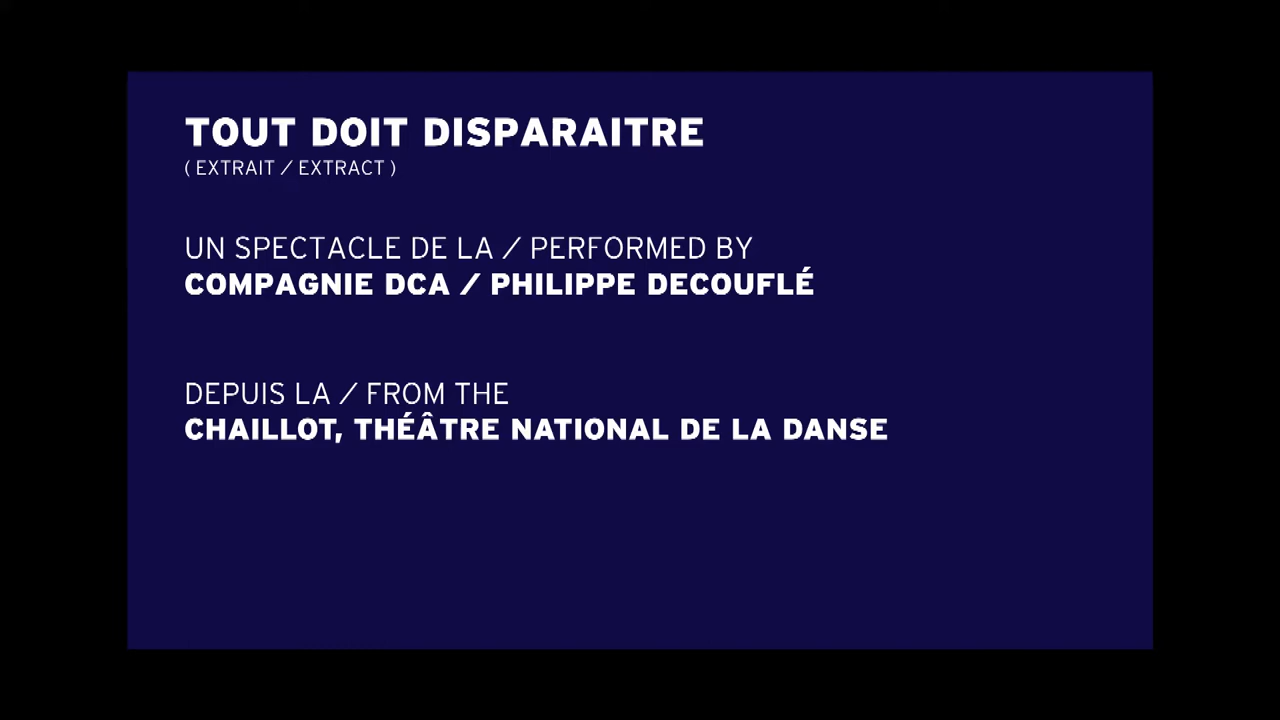 TOUT DOIT DISPARAITRE
( EXTRAIT / EXTRACT )
UN SPECTACLE DE LA / PERFORMED BY
COMPAGNIE DCA / PHILIPPE DECOUFLÉ
DEPUIS LA / FROM THE
CHAILLOT, THÉÂTRE NATIONAL DE LA DANSE